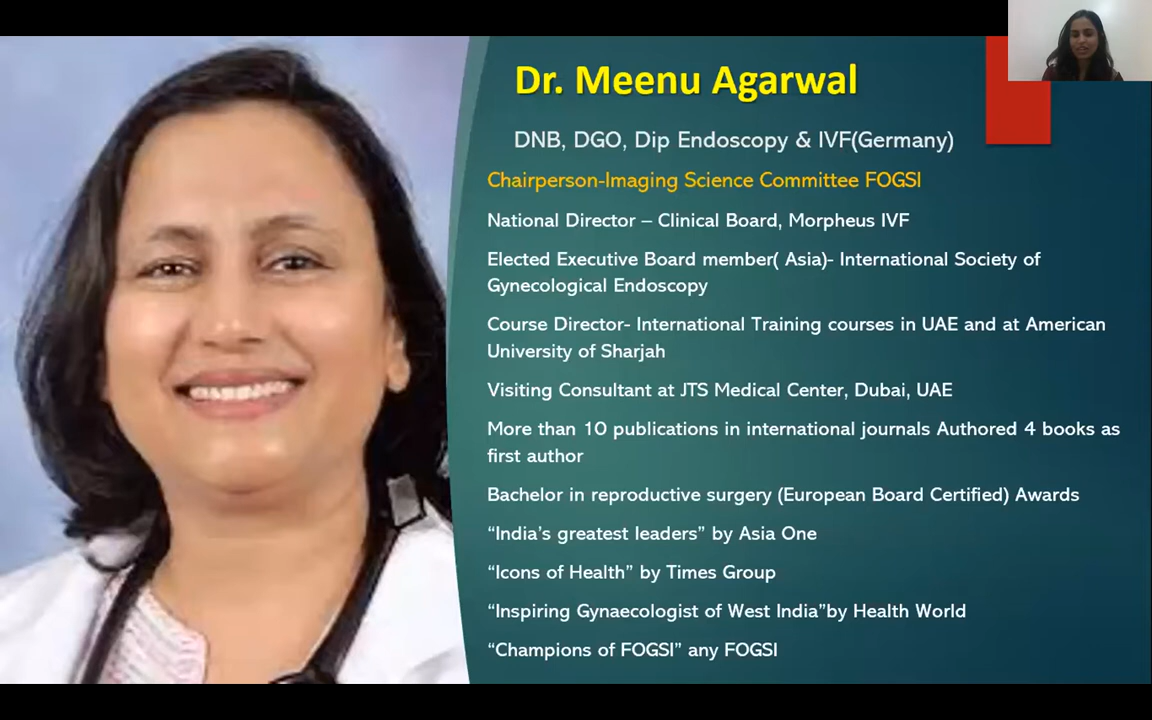 Dr. Meenu Agarwal
DNB, DGO, Dip Endoscopy & IVF(Germany)
Chairperson-Imaging Science Committee FOGSI
National Director – Clinical Board, Morpheus IVF
Elected Executive Board member( Asia)- International Society of
Gynecological Endoscopy
Course Director- International Training courses in UAE and at American
University of Sharjah
Visiting Consultant at JTS Medical Center, Dubai, UAE
More than 10 publications in international journals Authored 4 books as
first author
Bachelor in reproductive surgery (European Board Certified) Awards
“India’s greatest leaders” by Asia One
“Icons of Health” by Times Group
“Inspiring Gynaecologist of West India”by Health World
“Champions of FOGSI” any FOGSI